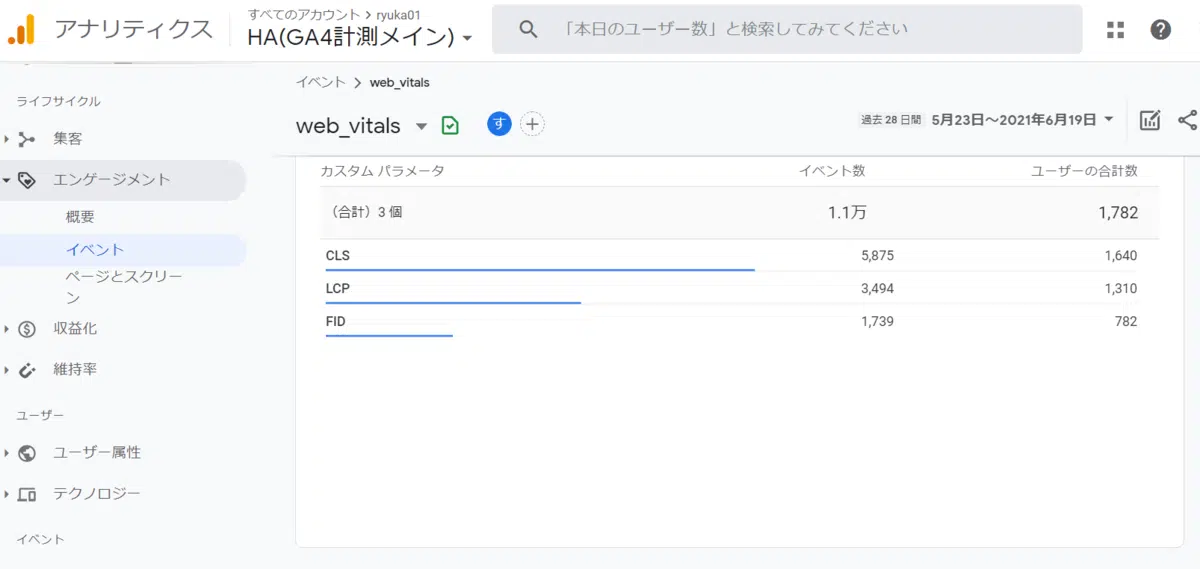 アナリティクス
すべてのアカウント > ryuka01
HA(GA4計測メイン)
「本日のユーザー数」と検索してみてください
ライフサイクル
集客
エンゲージメント
概要
イベント
ページとスクリー
ン
収益化
維持率
ユーザー
ユーザー属性
テクノロジー
イベント
イベント > web_vitals
web_vitals
す
過去 28 日間 5月23日～2021年6月19日
カスタム パラメータ イベント数 ユーザーの合計数
（合計）3 個 1.1万 1,782
CLS 5,875 1,640
LCP 3,494 1,310
FID 1,739 782